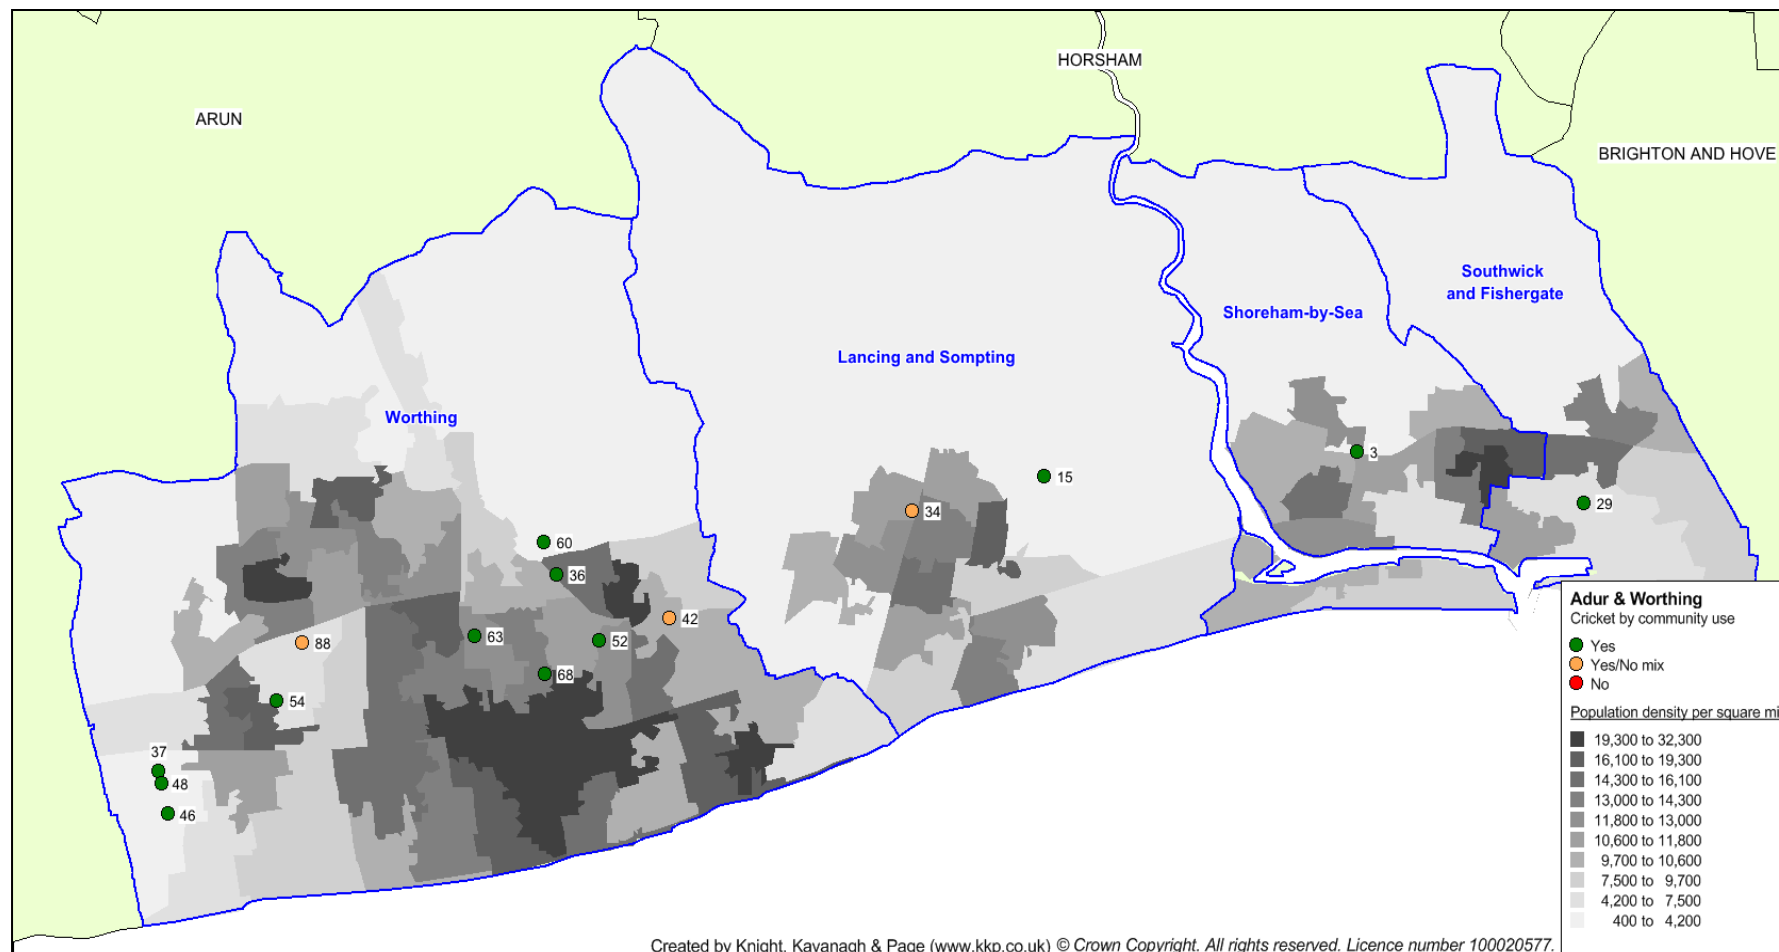 HORSHAM
ARUN
BRIGHTON AND HOVE
Southwick
and Fishergate
Shoreham-by-Sea
Lancing and Sompting
Worthing
3
15
29
34
60
36
42
63
52
88
68
54
37
48
46
Adur & Worthing
Cricket by community use
Yes
Yes/No mix
No
Population density per square mi
19,300 to 32,300
16,100 to 19,300
14,300 to 16,100
13,000 to 14,300
11,800 to 13,000
10,600 to 11,800
9,700 to 10,600
7,500 to 9,700
4,200 to 7,500
400 to 4,200
Created by Knight, Kavanagh & Page (www.kkp.co.uk) © Crown Copyright. All rights reserved. Licence number 100020577.